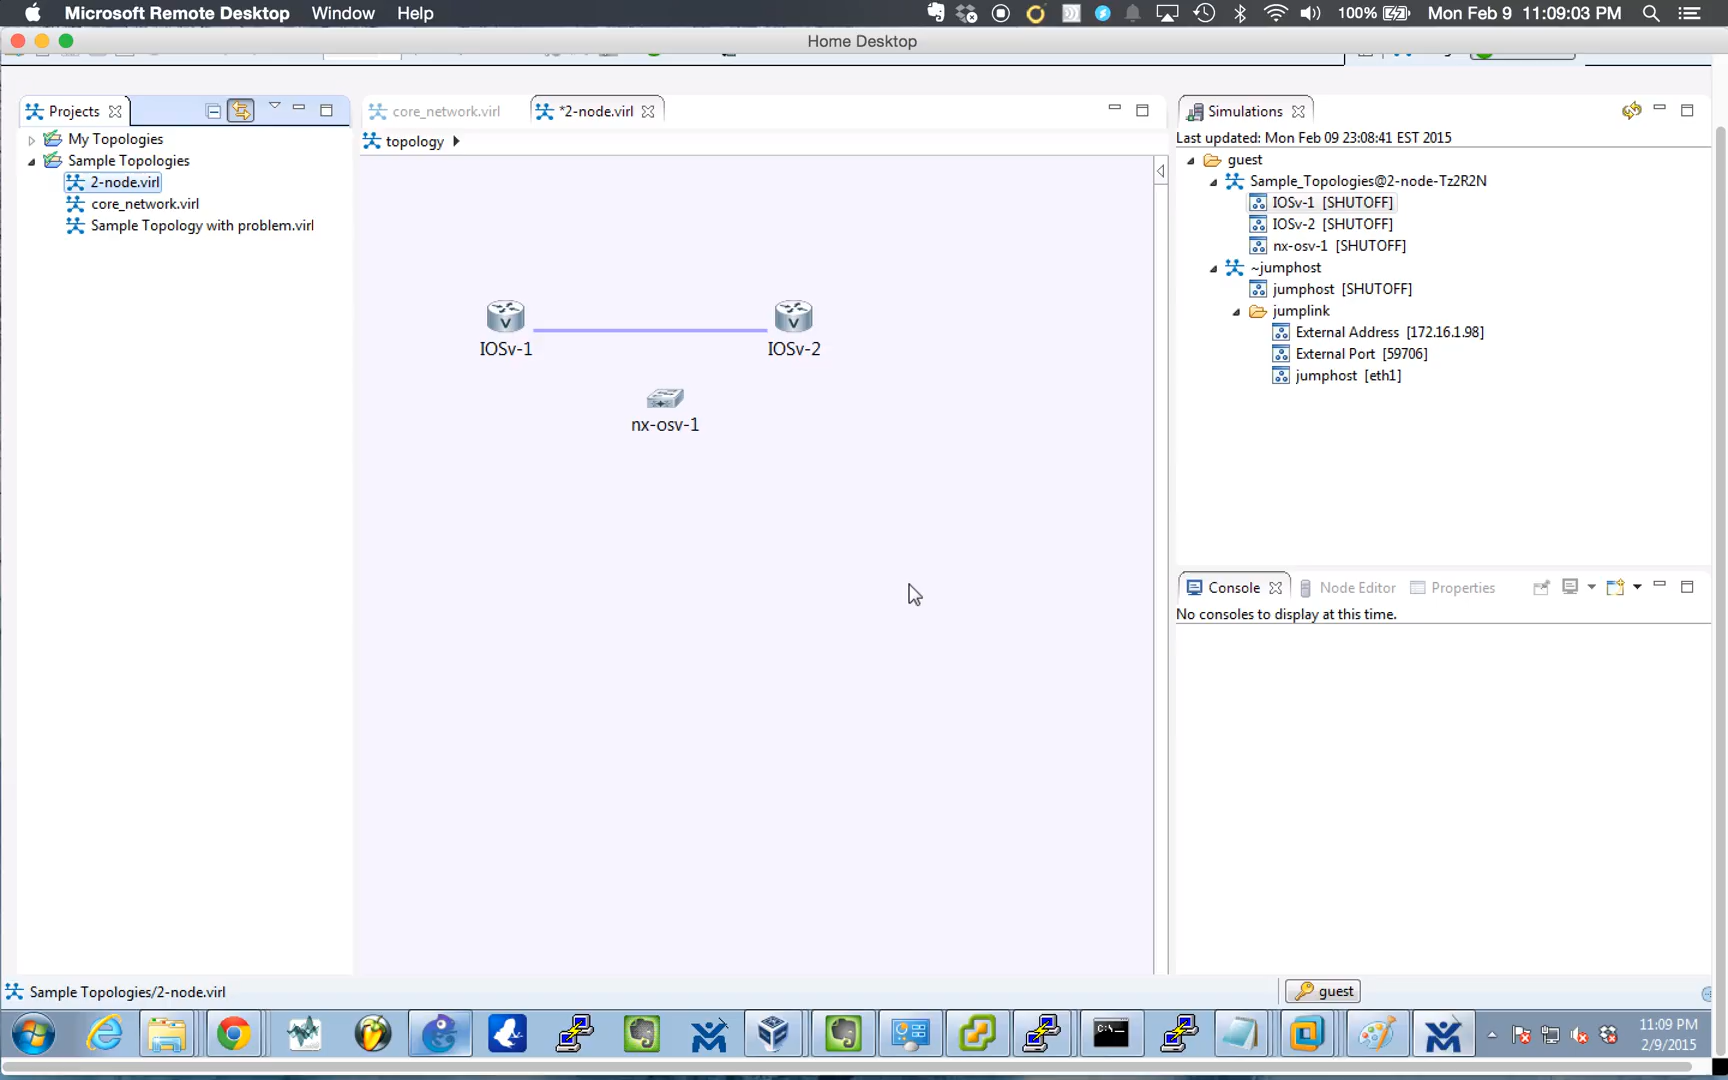 Microsoft Remote Desktop Window Help
100% Mon Feb 9 11:09:03 PM
Home Desktop
Projects
My Topologies
Sample Topologies
2-node.virl
core_network.virl
Sample Topology with problem.virl
core_network.virl
*2-node.virl
topology
IOSv-1
IOSv-2
nx-osv-1
Simulations
Last updated: Mon Feb 09 23:08:41 EST 2015
guest
Sample_Topologies@2-node-Tz2R2N
IOSv-1 [SHUTOFF]
IOSv-2 [SHUTOFF]
nx-osv-1 [SHUTOFF]
~jumphost
jumphost [SHUTOFF]
jumplink
External Address [172.16.1.98]
External Port [59706]
jumphost [eth1]
Console Node Editor Properties
No consoles to display at this time.
Sample Topologies/2-node.virl
guest
11:09 PM
2/9/2015